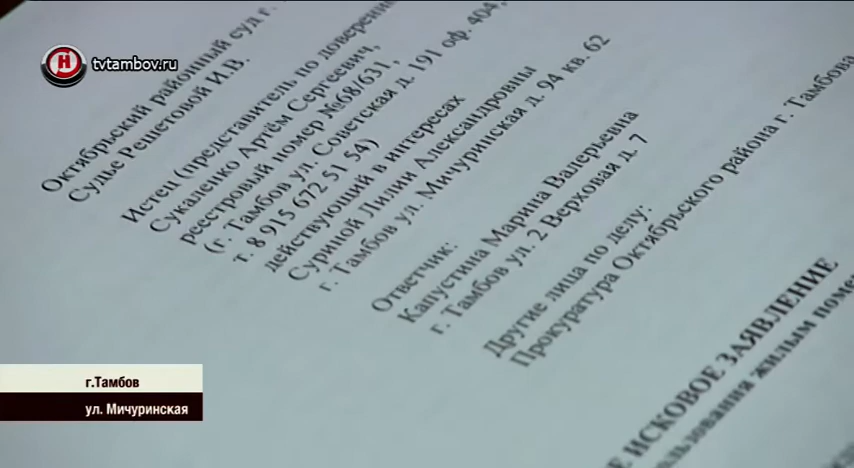 tvtambov.ru
Октябрьский районный суд г.
Судье Решетовой И.В.
Истец (представитель по
Сукаленко Артём Сергеевич,
реестровый номер №68/631,
(г. Тамбов ул. Советская д. 191 оф. 404,
т. 8 915 672 51 54)
действующий в интересах
Суриной Лилии Александровны
г. Тамбов ул. Мичуринская д. 94 кв. 62
Ответчик:
Капустина Марина Валерьевна
г. Тамбов ул. 2 Верховая д. 7
Другие лица по делу:
Прокуратура Октябрьского района г. Тамбова
ИСКОВОЕ ЗАЯВЛЕНИЕ
жилым
г.Тамбов
ул. Мичуринская